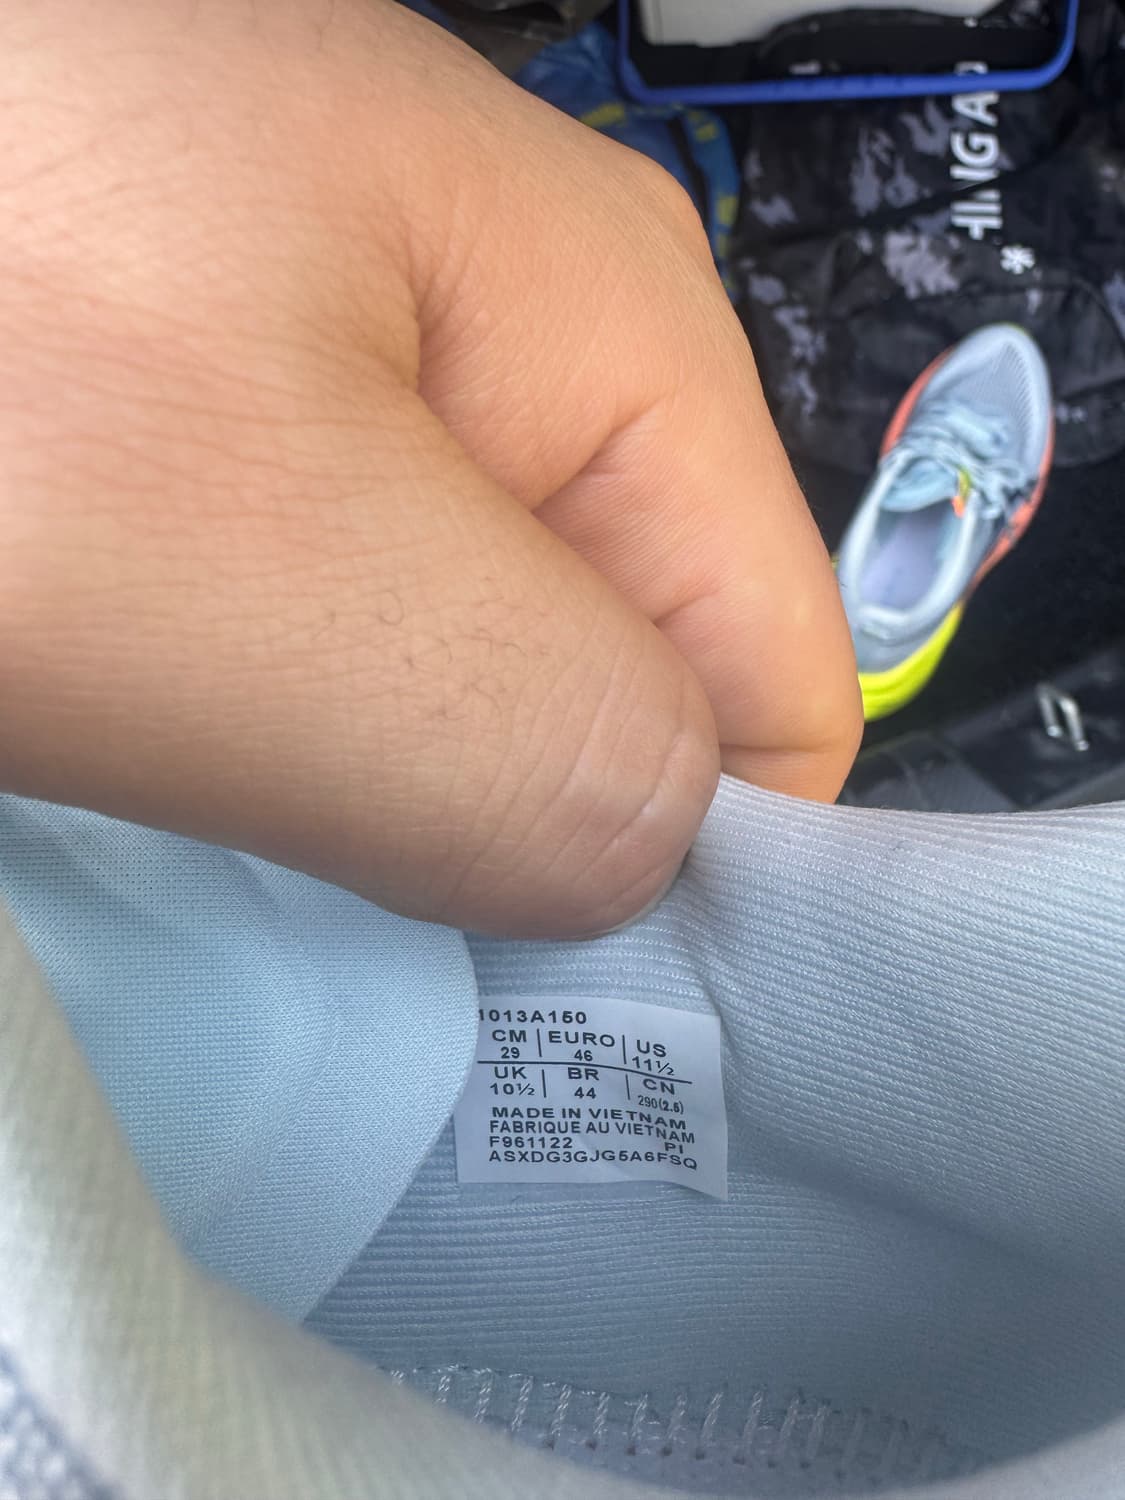 1013A150
CM | EURO | US
29 | 46 | 11½
UK | BR | CN
10½ | 44 | 290(2.5)
MADE IN VIETNAM
FABRIQUE AU VIETNAM
F961122 PI
ASXDG3GJG5A6FSQ